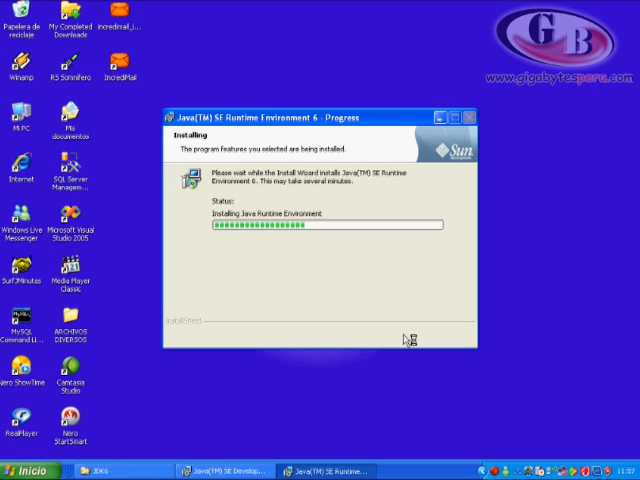 Papelera de
reciclaje
My Completed
Downloads
incredimail_i...
GB
www.gigabytesperu.com
Winamp
RS Somnífero
IncrediMail
Mi PC
Mis
documentos
Internet
SQL Server
Managem...
Windows Live
Messenger
Microsoft Visual
Studio 2005
SurfJMinutas
Media Player
Classic
MySQL
Command Li...
ARCHIVOS
DIVERSOS
Nero ShowTime
Camtasia
Studio
RealPlayer
Nero
StartSmart
Java(TM) SE Runtime Environment 6 - Progress
Installing
The program features you selected are being installed.
Sun
Please wait while the Install Wizard installs Java(TM) SE Runtime
Environment 6. This may take several minutes.
Status:
Installing Java Runtime Environment
InstallShield
Inicio
JDK6
Java(TM) SE Develop...
Java(TM) SE Runtime...
11:57